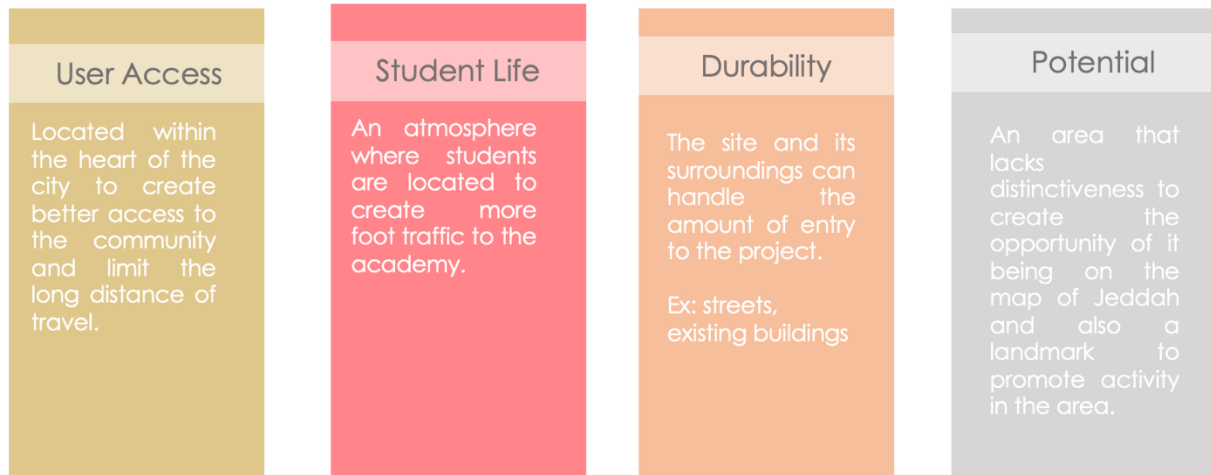 User Access
Located within
the heart of the
city to create
better access to
the community
and limit the
long distance of
travel.
Student Life
An atmosphere
where students
are located to
create more
foot traffic to the
academy.
Durability
The site and its
surroundings can
handle the
amount of entry
to the project.
Ex: streets,
existing buildings
Potential
An area that
lacks
distinctiveness to
create the
opportunity of it
being on the
map of Jeddah
and also a
landmark to
promote activity
in the area.